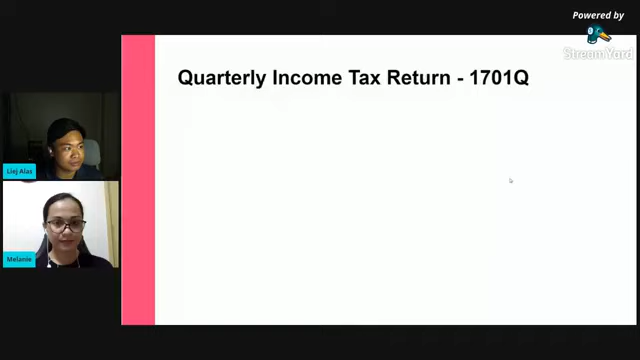 Powered by
StreamYard
Quarterly Income Tax Return - 1701Q
Liej Alas
Melanie